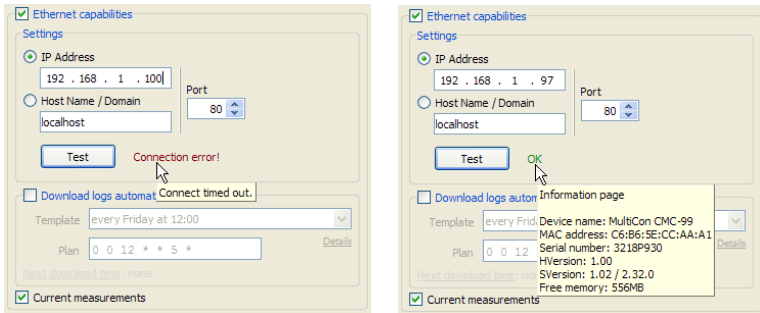 Ethernet capabilities
Settings
IP Address
192 . 168 . 1 . 100
Port
80
Host Name / Domain
localhost
Test
Connection error!
Connect timed out.
Download logs automat
Template
every Friday at 12:00
Plan
0 0 12 * * 5 *
Details
Next download time: none
Current measurements
Ethernet capabilities
Settings
IP Address
192 . 168 . 1 . 97
Port
80
Host Name / Domain
localhost
Test
OK
Information page
Device name: MultiCon CMC-99
MAC address: C6:B6:5E:CC:AA:A1
Serial number: 3218P930
HVersion: 1.00
SVersion: 1.02 / 2.32.0
Free memory: 556MB
Download logs autom
Template
every Frid
Plan
0 0 12
Details
Next download time: no
Current measurements